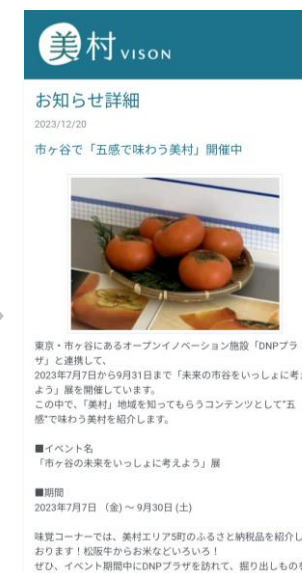 美村 VISON
お知らせ詳細
2023/12/20
市ヶ谷で「五感で味わう美村」開催中
東京・市ヶ谷にあるオープンイノベーション施設「DNPプラ
ザ」と連携して、
2023年7月7日から9月31日まで「未来の市谷をいっしょに考え
よう」展を開催しています。
この中で、「美村」地域を知ってもらうコンテンツとして"五
感"で味わう美村を紹介します。
■イベント名
「市ヶ谷の未来をいっしょに考えよう」展
■期間
2023年7月7日 （金）～ 9月30日 (土)
味覚コーナーでは、美村エリア5町のふるさと納税品を紹介し
おります！松阪牛からお米などいろいろ！
ぜひ、イベント期間中にDNPプラザを訪れて、掘り出しものを